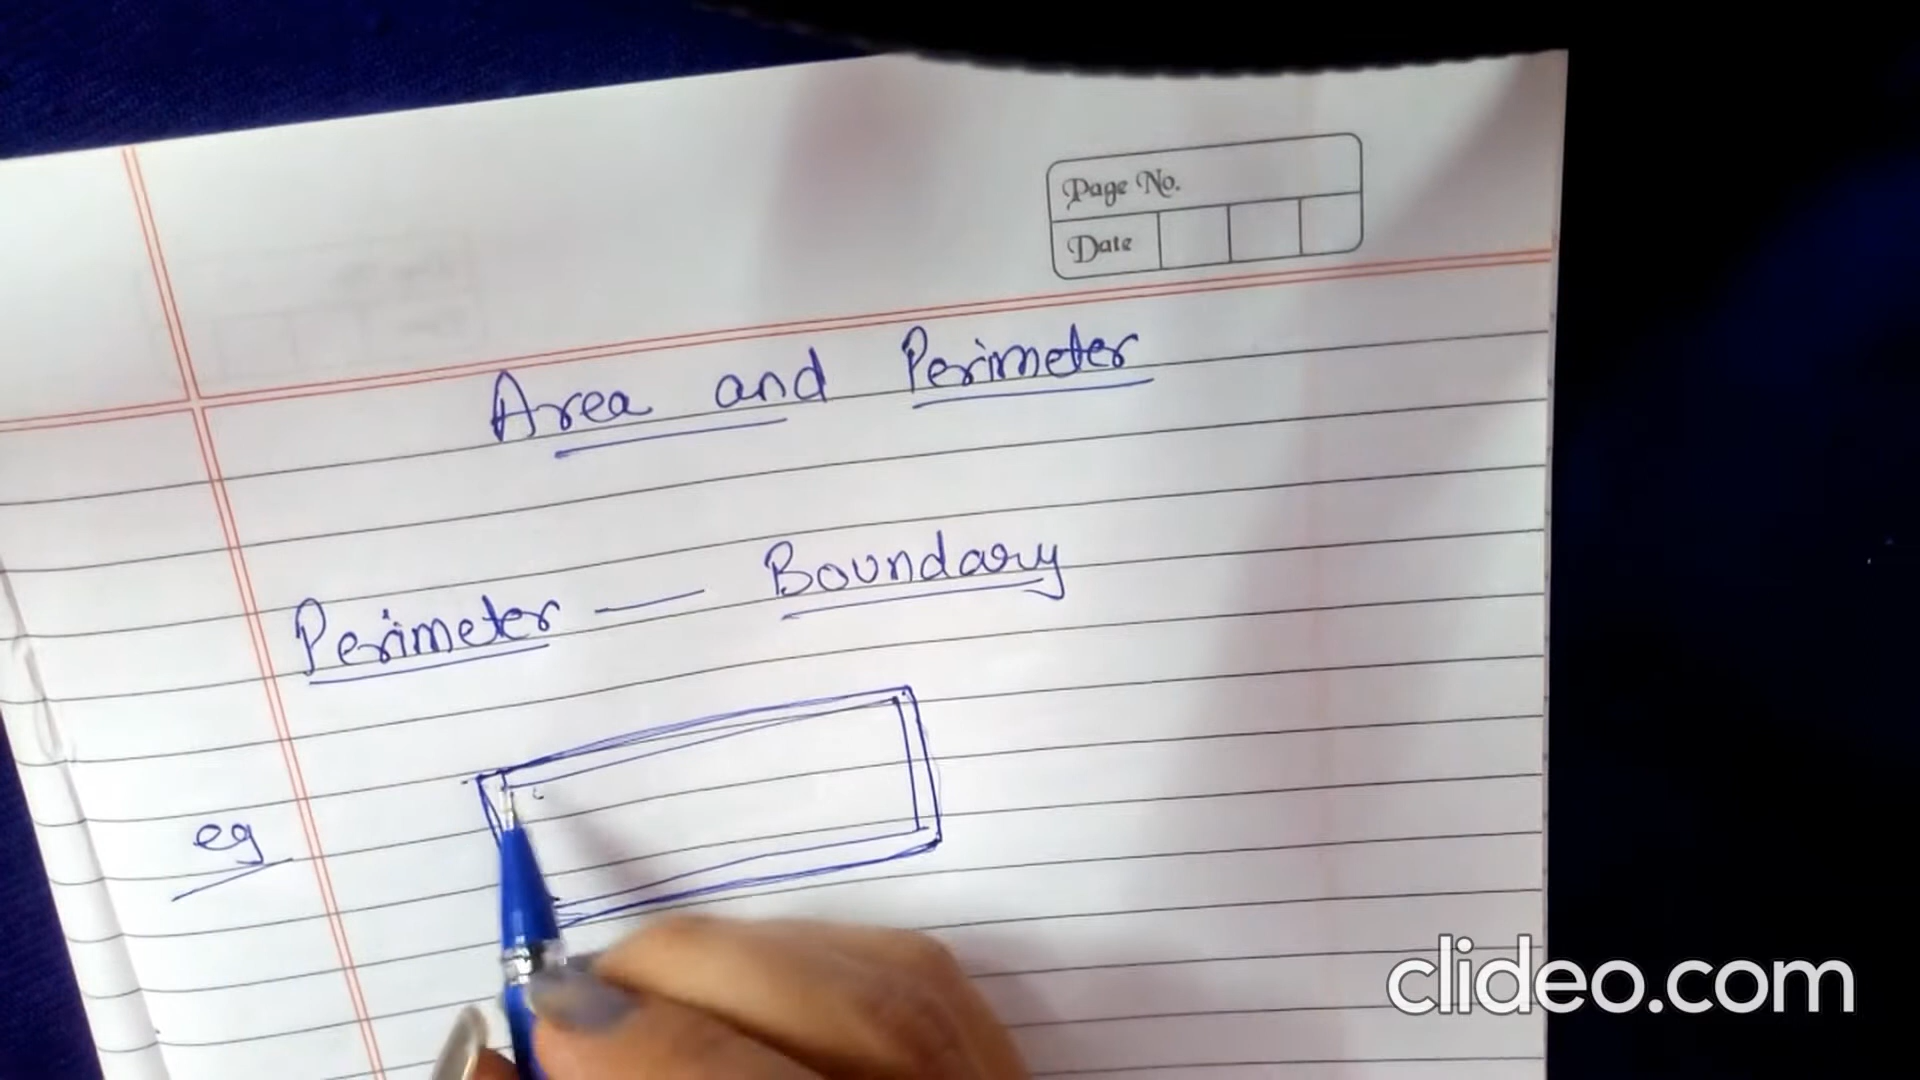 Page No.
Date
Area and Perimeter
Perimeter — Boundary
eg
clideo.com